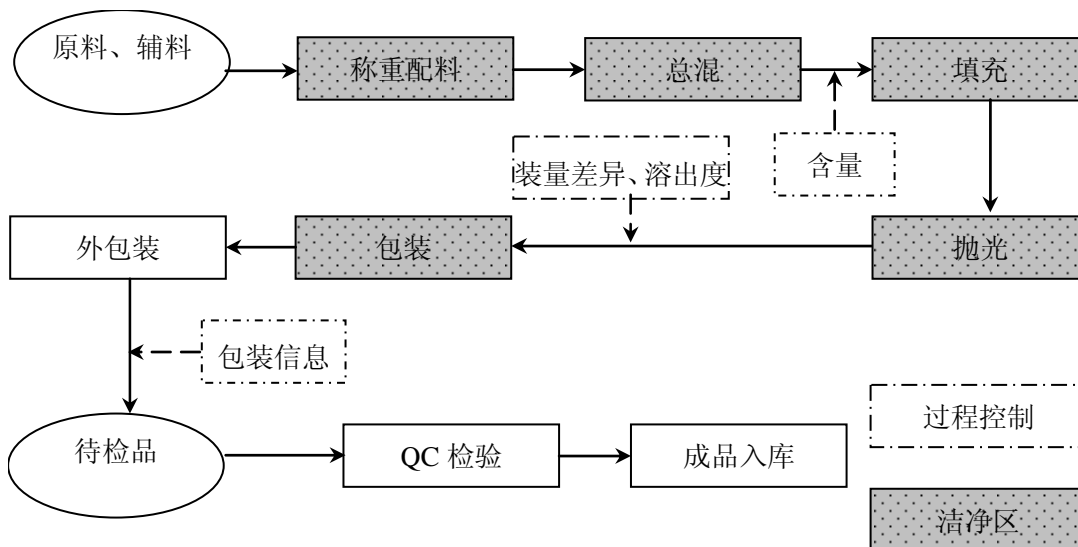 原料、辅料
称重配料
总混
填充
含量
装量差异、溶出度
外包装
包装
抛光
包装信息
过程控制
待检品
QC 检验
成品入库
洁净区